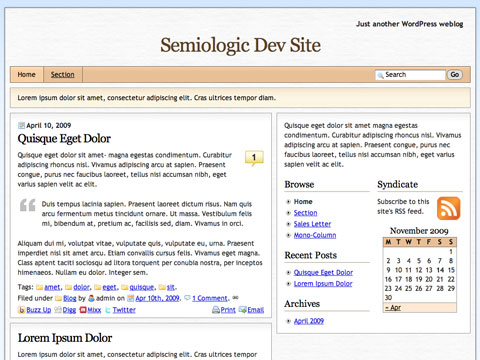 Just another WordPress weblog
Semiologic Dev Site
Home Section
Search Go
Lorem ipsum dolor sit amet, consectetur adipiscing elit. Cras ultrices tempor diam.
April 10, 2009
Quisque Eget Dolor
1
Quisque eget dolor sit amet- magna egestas condimentum. Curabitur
adipiscing rhoncus nisl. Vivamus adipiscing arcu at sapien. Praesent
congue, purus nec faucibus laoreet, tellus nisi accumsan nibh, eget
varius sapien velit ac elit.
Duis tempus lacinia sapien. Praesent laoreet dictum risus. Nam quis
arcu fermentum metus tincidunt ornare. Ut massa. Vestibulum felis
mi, bibendum at, pretium ac, facilisis sed, diam. Vivamus in orci.
Aliquam dui mi, volutpat vitae, vulputate quis, vulputate eu, urna. Praesent
imperdiet nisi sit amet arcu. Etiam convallis cursus felis. Vivamus eget magna.
Class aptent taciti sociosqu ad litora torquent per conubia nostra, per inceptos
himenaeos. Nullam eu dolor. Integer sem.
Tags: amet, dolor, eget, quisque, sit.
Filed under Blog by admin on Apr 10th, 2009. 1 Comment.
Buzz Up Digg Mixx Twitter Print Email
Lorem Ipsum Dolor
Lorem ipsum dolor sit amet, consectetur adipiscing elit. Cras ultrices tempor
Quisque eget dolor sit amet magna egestas
condimentum. Curabitur adipiscing rhoncus nisl. Vivamus
adipiscing arcu at sapien. Praesent congue, purus nec
faucibus laoreet, tellus nisi accumsan nibh, eget varius
sapien velit ac elit.
Browse
Home
Section
Sales Letter
Mono-Column
Recent Posts
Quisque Eget Dolor
Lorem Ipsum Dolor
Archives
April 2009
Syndicate
Subscribe to this
site's RSS feed.
November 2009
M T W T F S S
1
2 3 4 5 6 7 8
9 10 11 12 13 14 15
16 17 18 19 20 21 22
23 24 25 26 27 28 29
30
« Apr